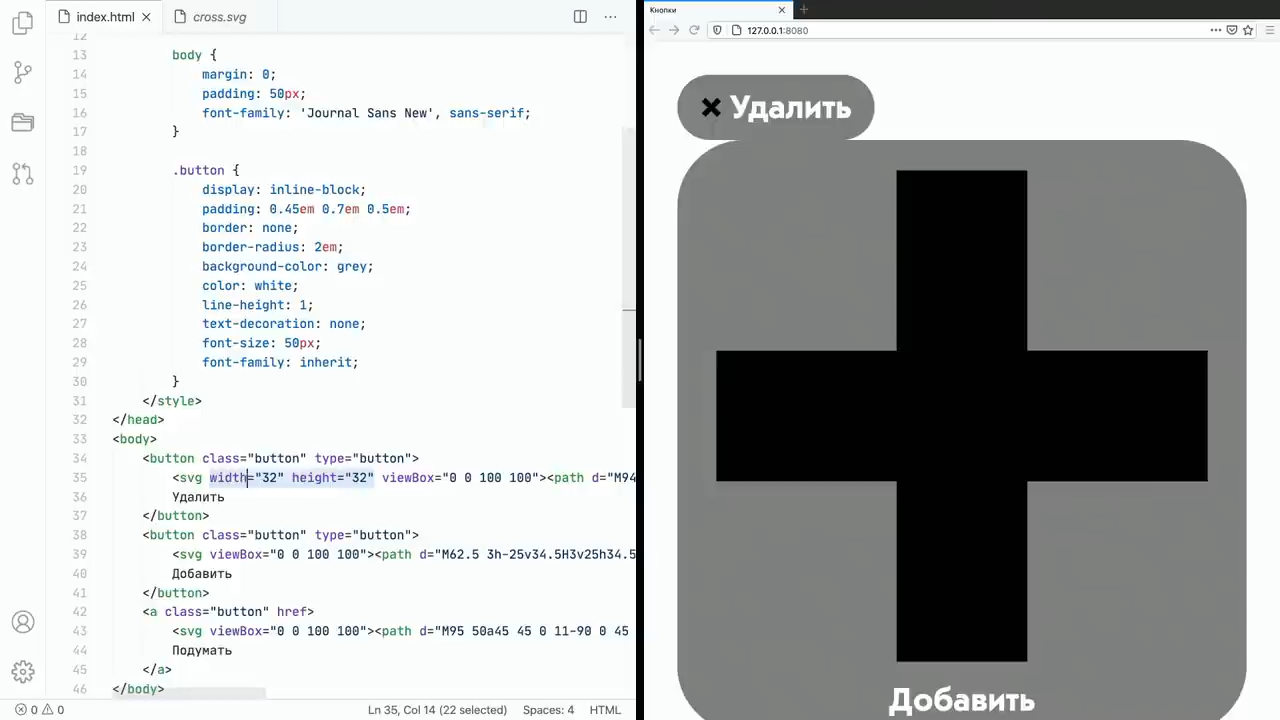 index.html
cross.svg
12
13 body {
14 margin: 0;
15 padding: 50px;
16 font-family: 'Journal Sans New', sans-serif;
17 }
18
19 .button {
20 display: inline-block;
21 padding: 0.45em 0.7em 0.5em;
22 border: none;
23 border-radius: 2em;
24 background-color: grey;
25 color: white;
26 line-height: 1;
27 text-decoration: none;
28 font-size: 50px;
29 font-family: inherit;
30 }
31 </style>
32 </head>
33 <body>
34 <button class="button" type="button">
35 <svg width="32" height="32" viewBox="0 0 100 100"><path d="M94
36 Удалить
37 </button>
38 <button class="button" type="button">
39 <svg viewBox="0 0 100 100"><path d="M62.5 3h-25v34.5H3v25h34.5
40 Добавить
41 </button>
42 <a class="button" href>
43 <svg viewBox="0 0 100 100"><path d="M95 50a45 45 0 11-90 0 45
44 Подумать
45 </a>
46 </body>
0 0
Ln 35, Col 14 (22 selected)
Spaces: 4
HTML
Кнопки
127.0.0.1:8080
Удалить
Добавить